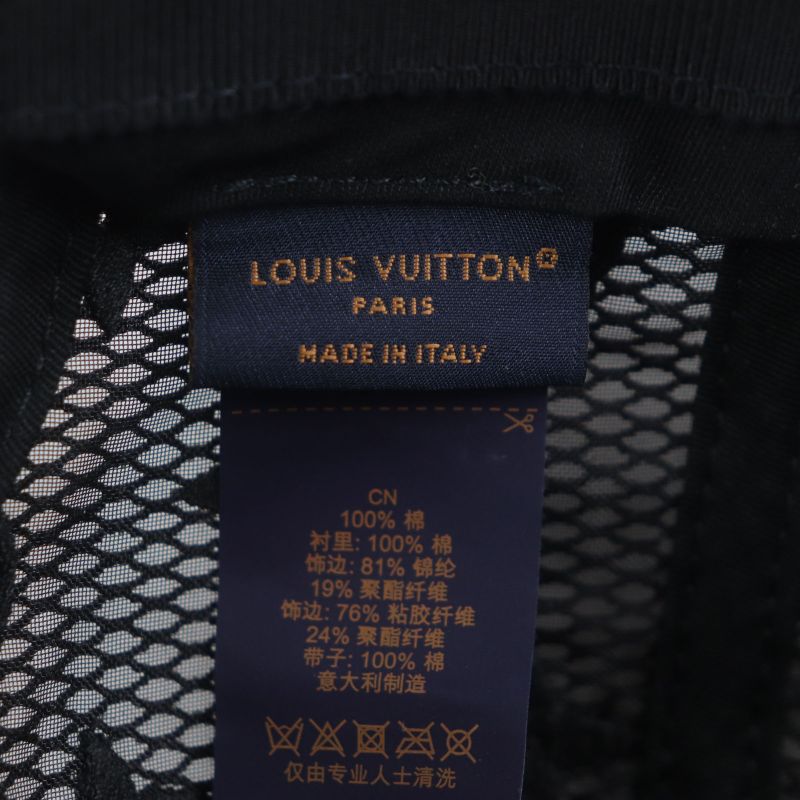 LOUIS VUITTON®
PARIS
MADE IN ITALY
CN
100% 棉
衬里: 100% 棉
饰边: 81% 锦纶
19% 聚酯纤维
饰边: 76% 粘胶纤维
24% 聚酯纤维
带子: 100% 棉
意大利制造
仅由专业人士清洗